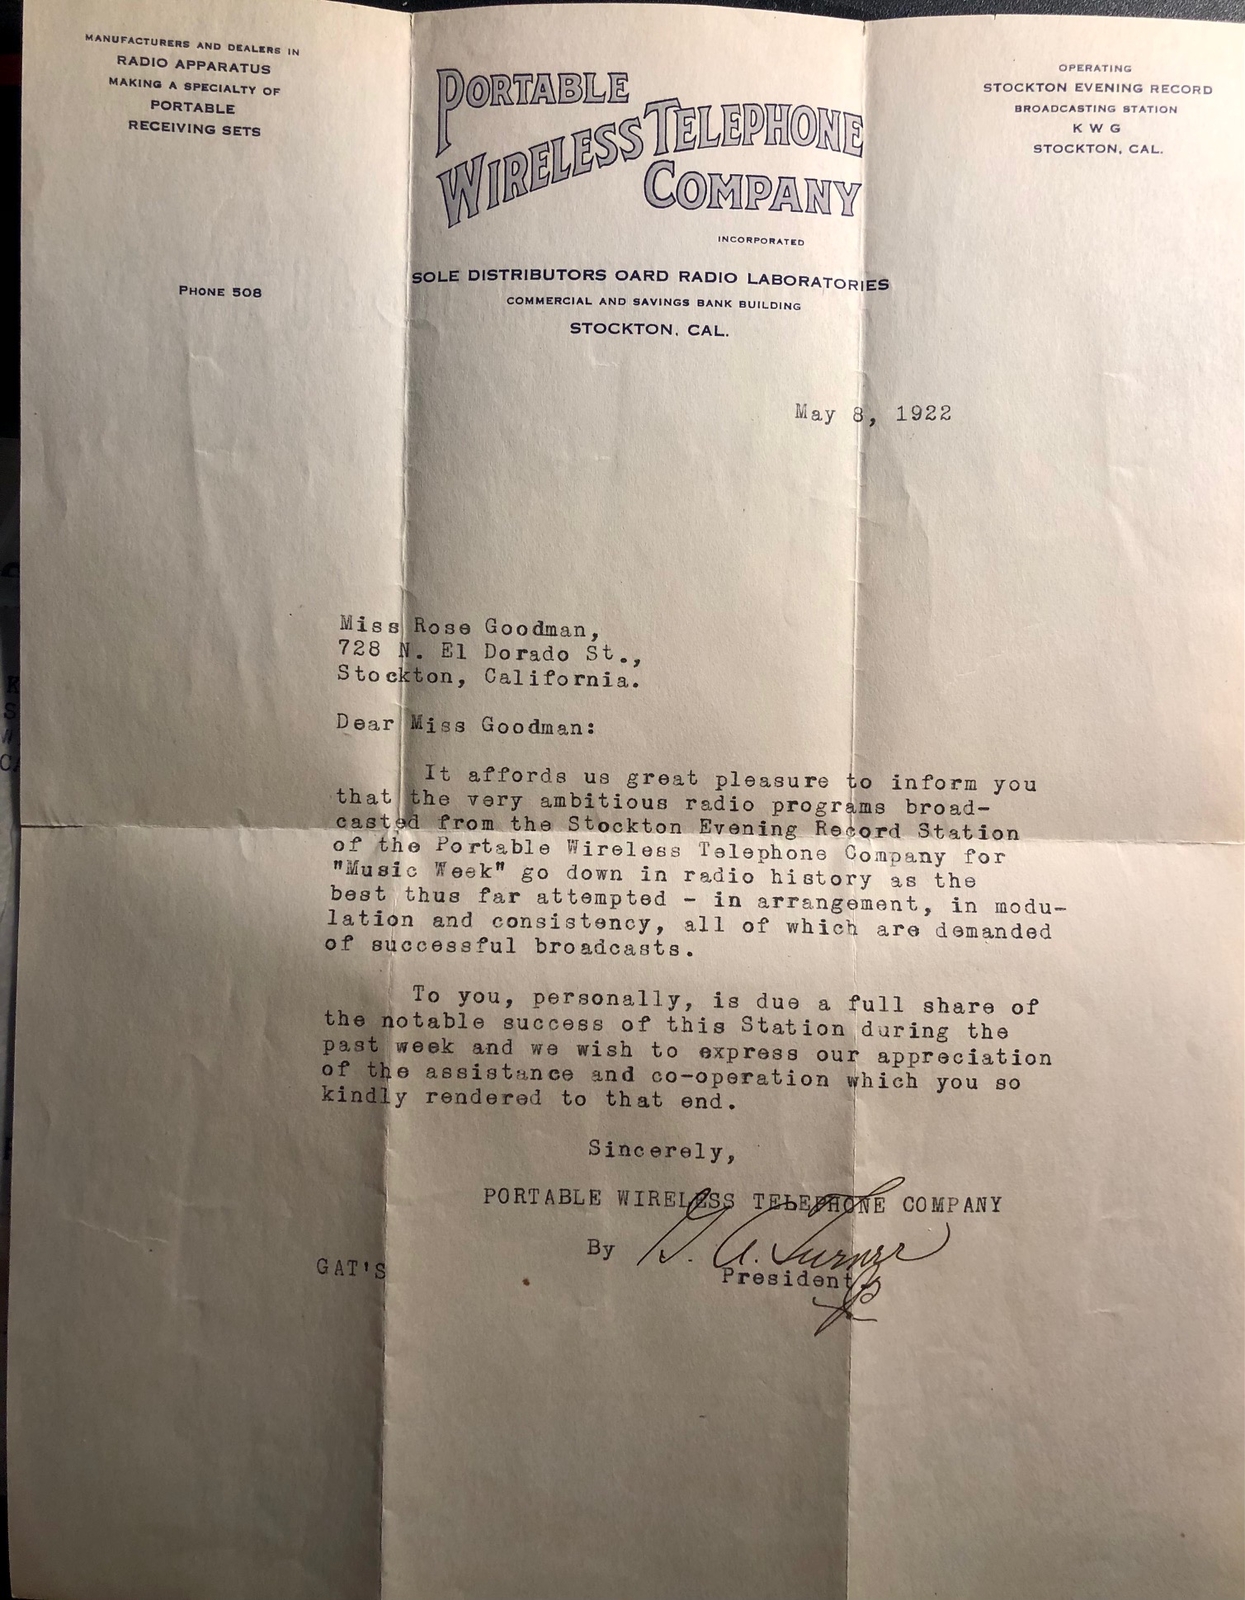 MANUFACTURERS AND DEALERS IN
RADIO APPARATUS
MAKING A SPECIALTY OF
PORTABLE
RECEIVING SETS
PHONE 508
PORTABLE
WIRELESS TELEPHONE
COMPANY
INCORPORATED
SOLE DISTRIBUTORS OARD RADIO LABORATORIES
COMMERCIAL AND SAVINGS BANK BUILDING
STOCKTON, CAL.
OPERATING
STOCKTON EVENING RECORD
BROADCASTING STATION
K W G
STOCKTON, CAL.
May 8, 1922
Miss Rose Goodman,
728 N. El Dorado St.,
Stockton, California.
Dear Miss Goodman:
It affords us great pleasure to inform you
that the very ambitious radio programs broad-
casted from the Stockton Evening Record Station
of the Portable Wireless Telephone Company for
"Music Week" go down in radio history as the
best thus far attempted - in arrangement, in modu-
lation and consistency, all of which are demanded
of successful broadcasts.
To you, personally, is due a full share of
the notable success of this Station during the
past week and we wish to express our appreciation
of the assistance and co-operation which you so
kindly rendered to that end.
Sincerely,
PORTABLE WIRELESS TELEPHONE COMPANY
By G. A. Turner
President.
GAT'S